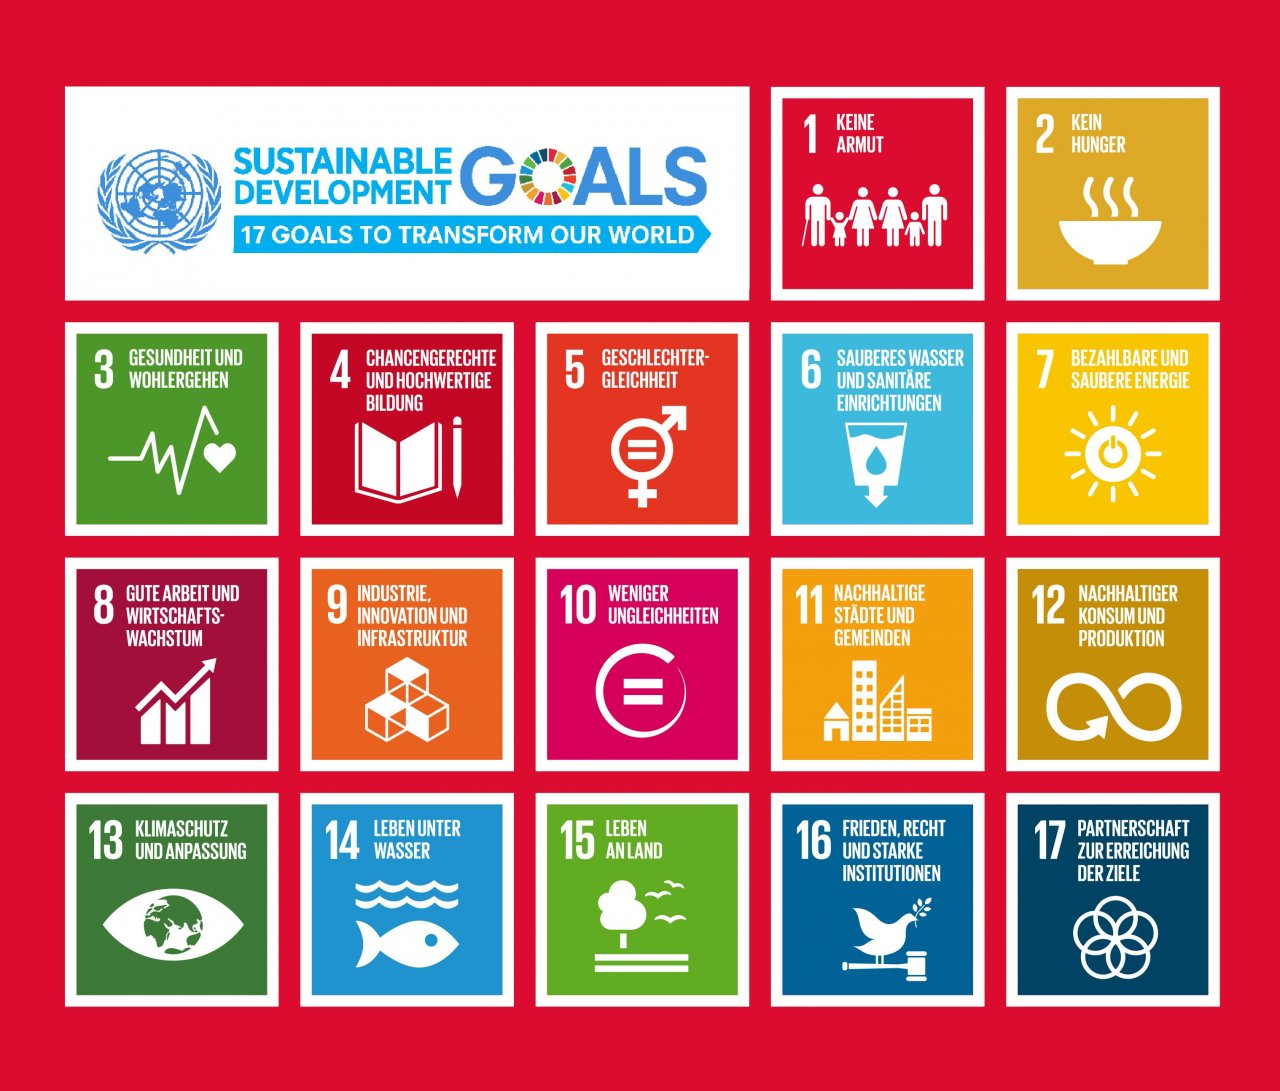 SUSTAINABLE
DEVELOPMENT
GOALS
17 GOALS TO TRANSFORM OUR WORLD
1 KEINE
ARMUT
2 KEIN
HUNGER
3 GESUNDHEIT UND
WOHLERGEHEN
4 CHANCENGERECHTE
UND HOCHWERTIGE
BILDUNG
5 GESCHLECHTER-
GLEICHHEIT
6 SAUBERES WASSER
UND SANITÄRE
EINRICHTUNGEN
7 BEZAHLBARE UND
SAUBERE ENERGIE
8 GUTE ARBEIT UND
WIRTSCHAFTS-
WACHSTUM
9 INDUSTRIE,
INNOVATION UND
INFRASTRUKTUR
10 WENIGER
UNGLEICHHEITEN
11 NACHHALTIGE
STÄDTE UND
GEMEINDEN
12 NACHHALTIGER
KONSUM UND
PRODUKTION
13 KLIMASCHUTZ
UND ANPASSUNG
14 LEBEN UNTER
WASSER
15 LEBEN
AN LAND
16 FRIEDEN, RECHT
UND STARKE
INSTITUTIONEN
17 PARTNERSCHAFT
ZUR ERREICHUNG
DER ZIELE